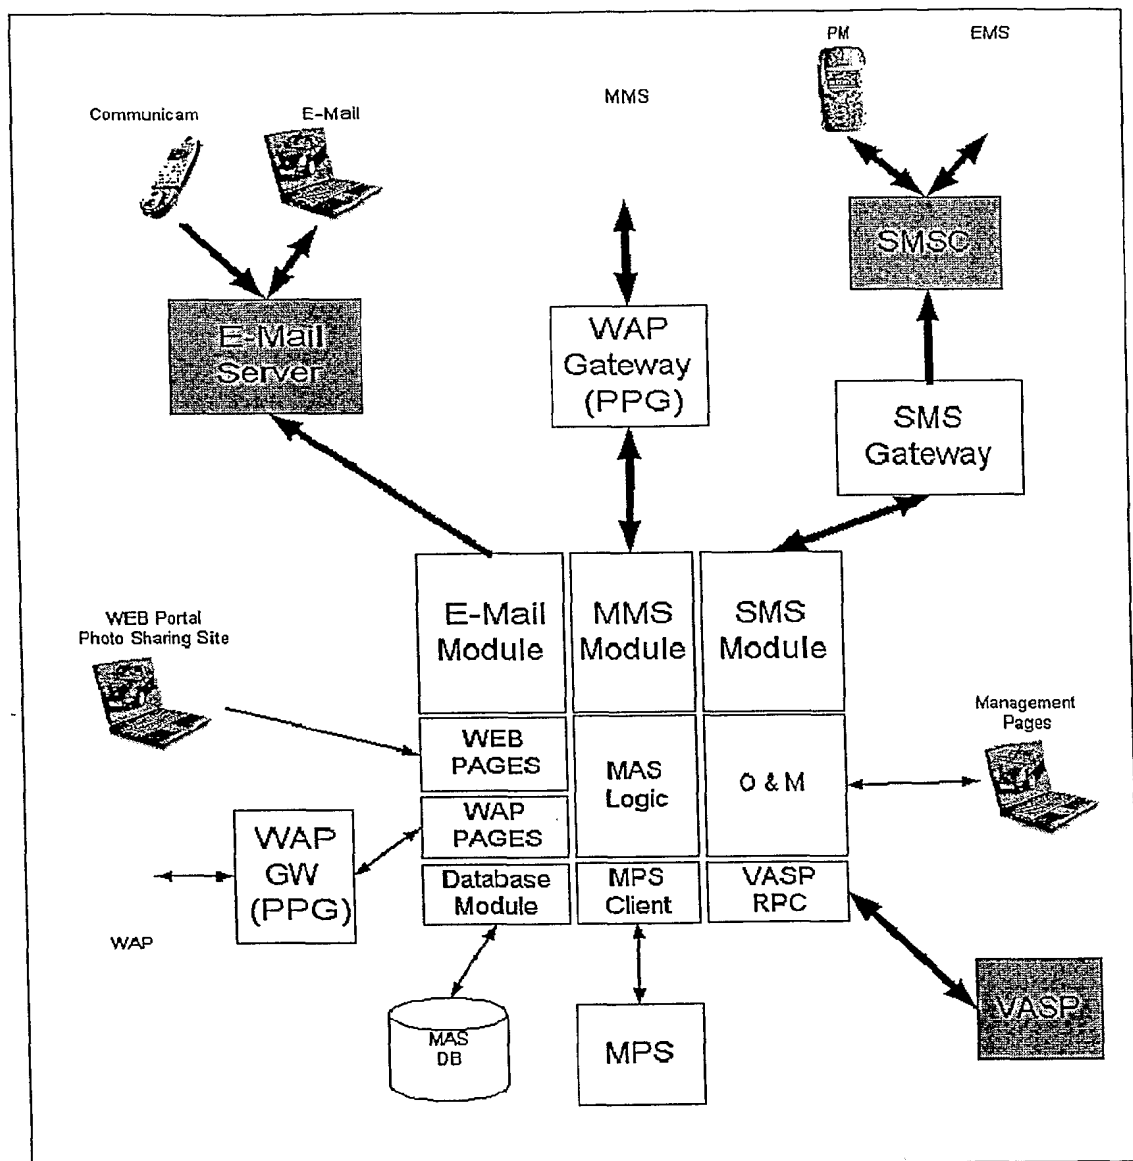 PM
EMS
MMS
Communicam
E-Mail
SMSC
E-Mail
Server
WAP
Gateway
(PPG)
SMS
Gateway
E-Mail
Module
MMS
Module
SMS
Module
WEB Portal
Photo Sharing Site
WEB
PAGES
MAS
Logic
O & M
Management
Pages
WAP
PAGES
WAP
GW
(PPG)
WAP
Database
Module
MPS
Client
VASP
RPC
MAS
DB
MPS
VASP